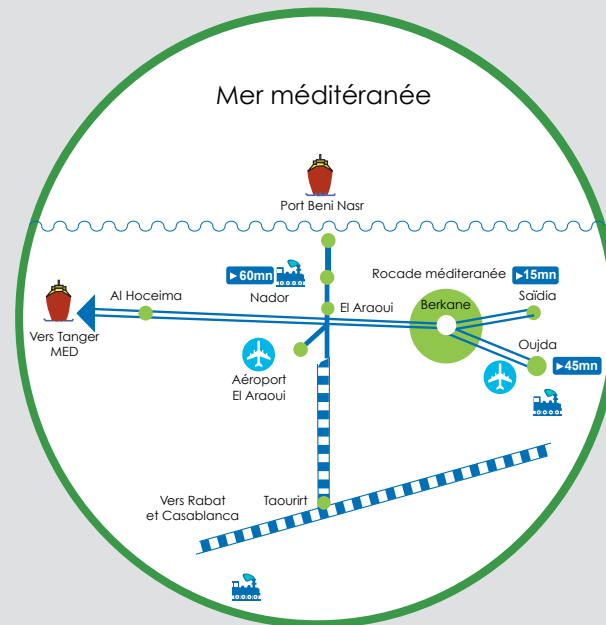 Mer méditéranée
Port Beni Nasr
▸60mn
Nador
Rocade méditeranée
▸15mn
Saïdia
Al Hoceima
El Araoui
Berkane
Vers Tanger
MED
Oujda
▸45mn
Aéroport
El Araoui
Vers Rabat
et Casablanca
Taourirt